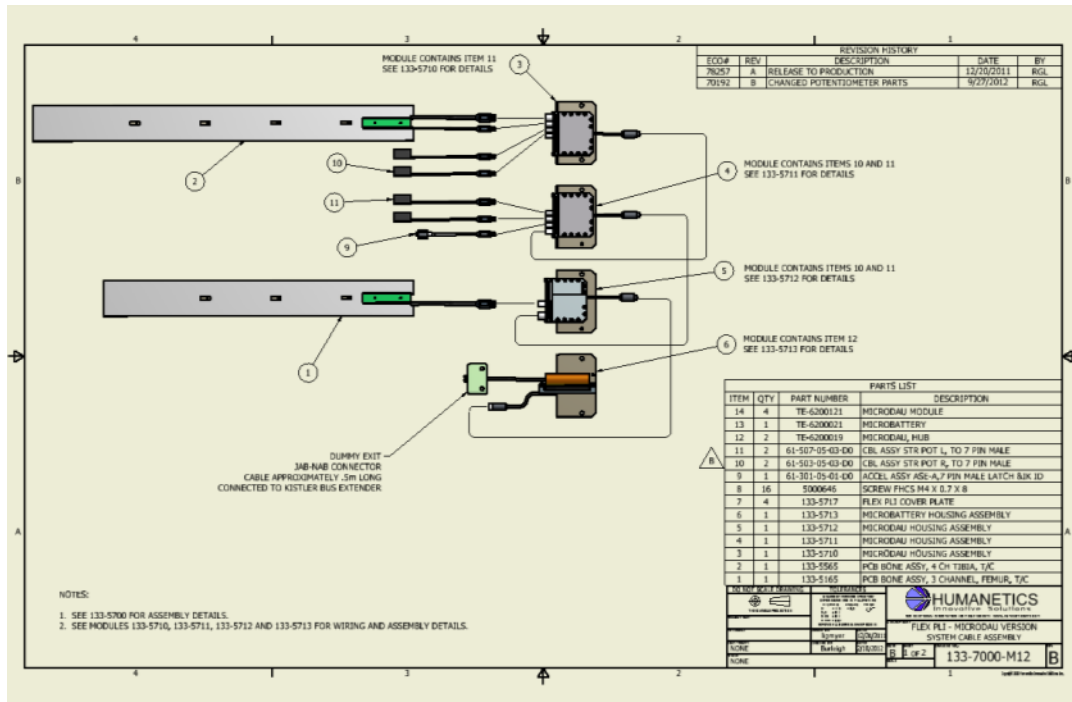 4 3 2 1
MODULE CONTAINS ITEM 11
SEE 133-5710 FOR DETAILS
3
REVISION HISTORY
ECO# REV DESCRIPTION DATE BY
78257 A RELEASE TO PRODUCTION 12/20/2011 RGL
70192 B CHANGED POTENTIOMETER PARTS 9/27/2012 RGL
2
10
4
MODULE CONTAINS ITEMS 10 AND 11
SEE 133-5711 FOR DETAILS
B B
11
9
5
MODULE CONTAINS ITEMS 10 AND 11
SEE 133-5712 FOR DETAILS
1
6
MODULE CONTAINS ITEM 12
SEE 133-5713 FOR DETAILS
DUMMY EXIT
JAB-NAB CONNECTOR
CABLE APPROXIMATELY .5m LONG
CONNECTED TO KISTLER BUS EXTENDER
PARTS LIST
ITEM QTY PART NUMBER DESCRIPTION
14 4 TE-6200121 MICRODAU MODULE
13 1 TE-6200021 MICROBATTERY
12 2 TE-6200019 MICRODAU, HUB
B
11 2 61-507-05-03-D0 CBL ASSY STR POT L, TO 7 PIN MALE
10 2 61-503-05-03-D0 CBL ASSY STR POT R, TO 7 PIN MALE
9 1 61-301-05-01-D0 ACCEL ASSY ASE-A,7 PIN MALE LATCH BJK ID
8 16 5000646 SCREW FHCS M4 X 0.7 X 8
7 4 133-5717 FLEX PLI COVER PLATE
6 1 133-5713 MICROBATTERY HOUSING ASSEMBLY
5 1 133-5712 MICRODAU HOUSING ASSEMBLY
4 1 133-5711 MICRODAU HOUSING ASSEMBLY
3 1 133-5710 MICRODAU HOUSING ASSEMBLY
2 1 133-5565 PCB BONE ASSY, 4 CH TIBIA, T/C
1 1 133-5165 PCB BONE ASSY, 3 CHANNEL, FEMUR, T/C
A A
NOTES:
1. SEE 133-5700 FOR ASSEMBLY DETAILS.
2. SEE MODULES 133-5710, 133-5711, 133-5712 AND 133-5713 FOR WIRING AND ASSEMBLY DETAILS.
DO NOT SCALE DRAWING
TOLERANCES
HUMANETICS
Innovative Solutions
FLEX PLI - MICRODAU VERSION
SYSTEM CABLE ASSEMBLY
NONE Burleigh
NONE
B 1 OF 2 133-7000-M12 B
4 3 2 1